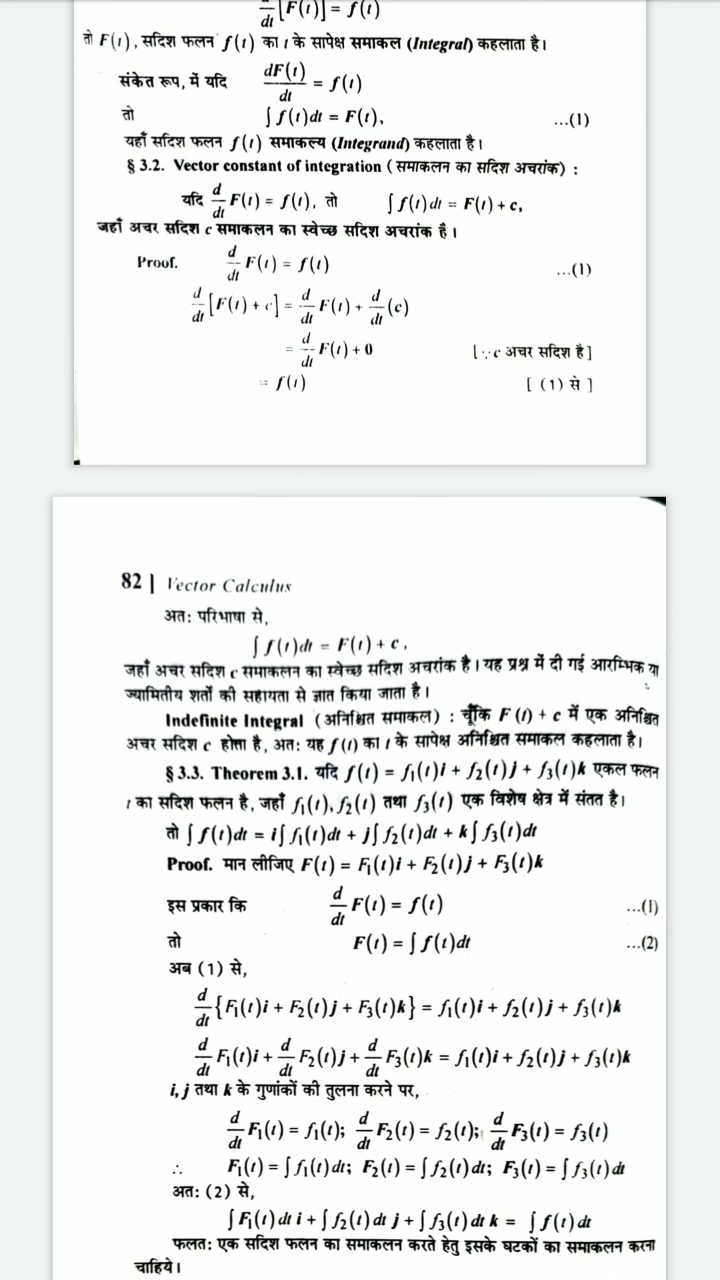 d/dt [F(t)] = f(t)
तो F(t), सदिश फलन f(t) का t के सापेक्ष समाकल (Integral) कहलाता है।
संकेत रूप, में यदि dF(t)/dt = f(t)
तो ∫ f(t)dt = F(t), ...(1)
यहाँ सदिश फलन f(t) समाकल्य (Integrand) कहलाता है।
§ 3.2. Vector constant of integration (समाकलन का सदिश अचरांक) :
यदि d/dt F(t) = f(t), तो ∫ f(t) dt = F(t) + c,
जहाँ अचर सदिश c समाकलन का स्वेच्छ सदिश अचरांक है।
Proof. d/dt F(t) = f(t) ...(1)
d/dt [F(t) + c] = d/dt F(t) + d/dt (c)
= d/dt F(t) + 0 [∵ c अचर सदिश है]
= f(t) [ (1) से ]
82 | Vector Calculus
अत: परिभाषा से,
∫ f(t)dt = F(t) + c,
जहाँ अचर सदिश c समाकलन का स्वेच्छ सदिश अचरांक है। यह प्रश्न में दी गई आरम्भिक या
ज्यामितीय शर्तों की सहायता से ज्ञात किया जाता है।
Indefinite Integral (अनिश्चित समाकल) : चूँकि F (t) + c में एक अनिश्चित
अचर सदिश c होता है, अत: यह f(t) का t के सापेक्ष अनिश्चित समाकल कहलाता है।
§ 3.3. Theorem 3.1. यदि f(t) = f₁(t)i + f₂(t)j + f₃(t)k एकल फलन
t का सदिश फलन है, जहाँ f₁(t), f₂(t) तथा f₃(t) एक विशेष क्षेत्र में संतत है।
तो ∫ f(t)dt = i∫ f₁(t)dt + j∫ f₂(t)dt + k∫ f₃(t)dt
Proof. मान लीजिए F(t) = F₁(t)i + F₂(t)j + F₃(t)k
इस प्रकार कि d/dt F(t) = f(t) ...(1)
तो F(t) = ∫ f(t)dt ...(2)
अब (1) से,
d/dt {F₁(t)i + F₂(t)j + F₃(t)k} = f₁(t)i + f₂(t)j + f₃(t)k
d/dt F₁(t)i + d/dt F₂(t)j + d/dt F₃(t)k = f₁(t)i + f₂(t)j + f₃(t)k
i, j तथा k के गुणांकों की तुलना करने पर,
d/dt F₁(t) = f₁(t); d/dt F₂(t) = f₂(t); d/dt F₃(t) = f₃(t)
∴ F₁(t) = ∫ f₁(t)dt; F₂(t) = ∫ f₂(t)dt; F₃(t) = ∫ f₃(t)dt
अत: (2) से,
∫ F₁(t) dt i + ∫ f₂(t) dt j + ∫ f₃(t) dt k = ∫ f(t) dt
फलत: एक सदिश फलन का समाकलन करते हेतु इसके घटकों का समाकलन करना
चाहिये।